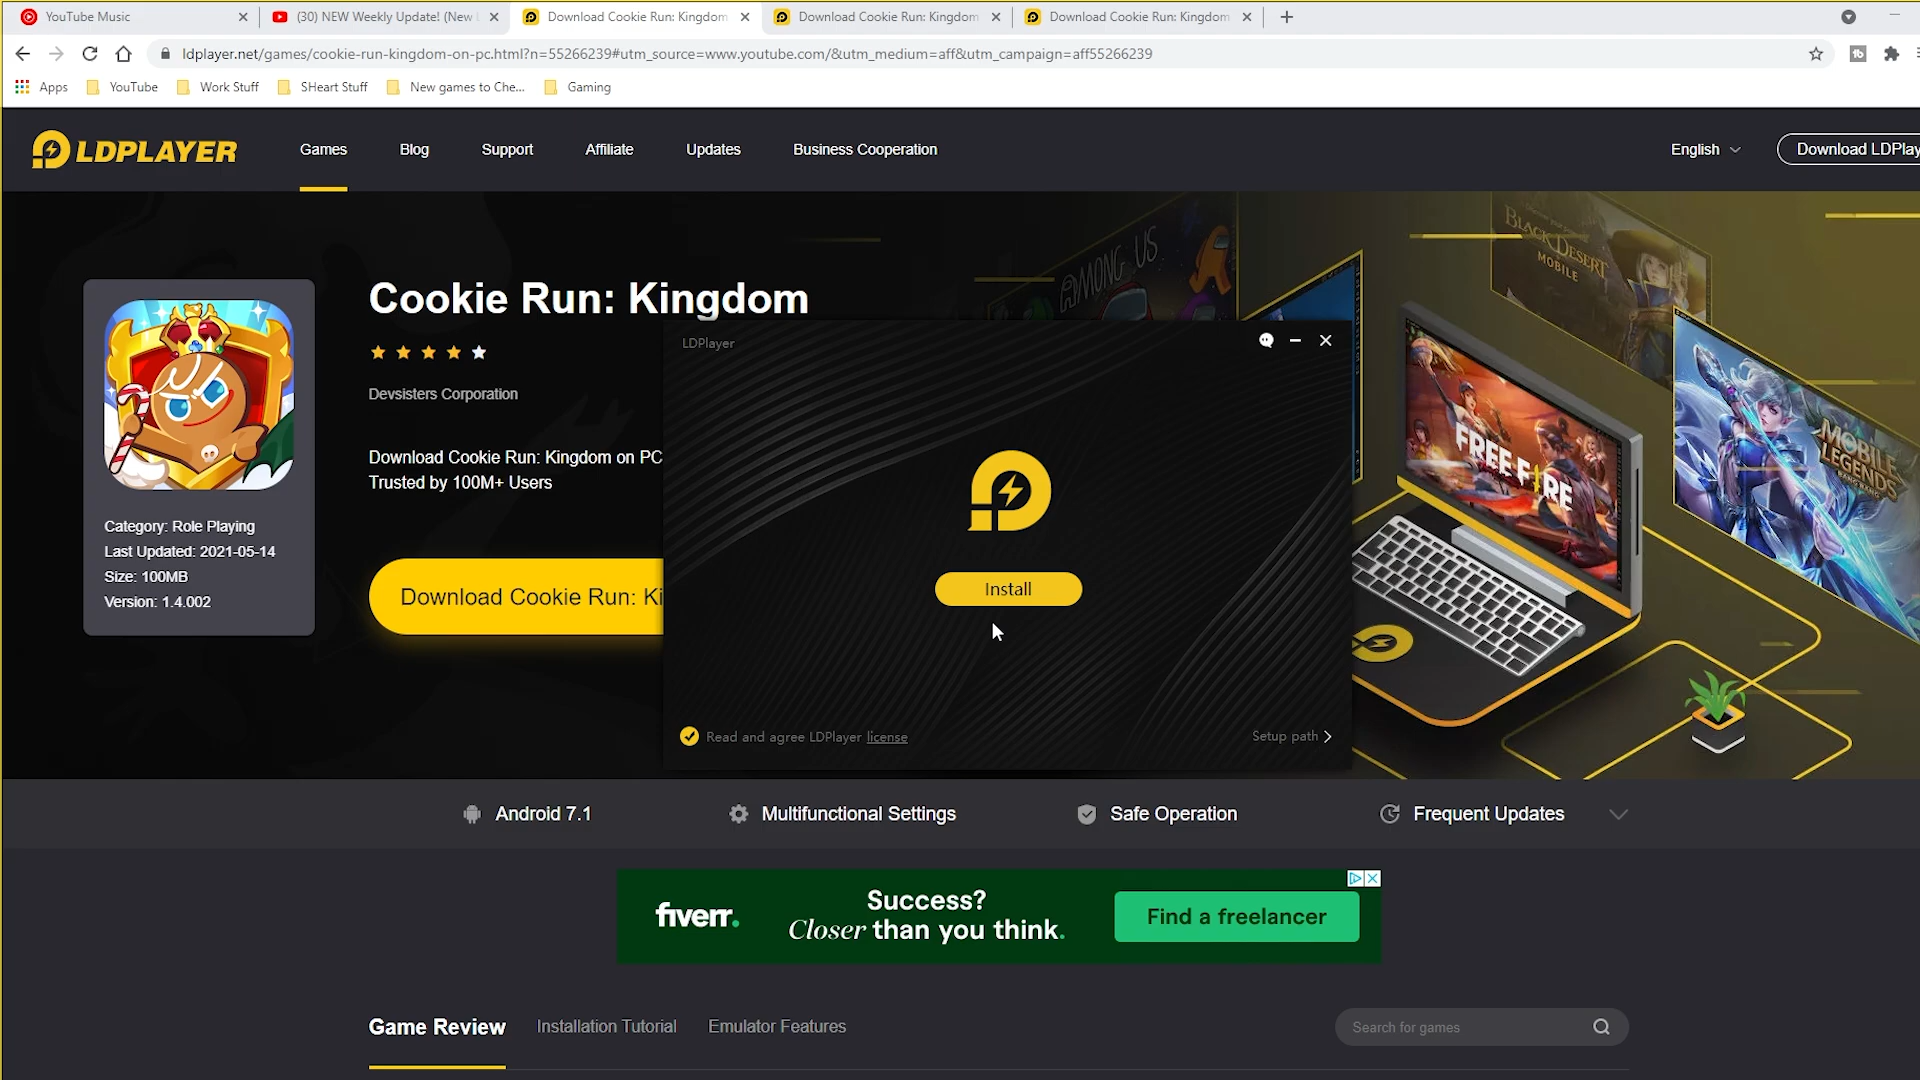 YouTube Music
(30) NEW Weekly Update! (New
Download Cookie Run: Kingdom
Download Cookie Run: Kingdom
Download Cookie Run: Kingdom
ldplayer.net/games/cookie-run-kingdom-on-pc.html?n=55266239#utm_source=www.youtube.com/&utm_medium=aff&utm_campaign=aff55266239
Apps
YouTube
Work Stuff
SHeart Stuff
New games to Che...
Gaming
LDPLAYER
Games
Blog
Support
Affiliate
Updates
Business Cooperation
English
Download LDPlay
Cookie Run: Kingdom
Devsisters Corporation
Download Cookie Run: Kingdom on PC
Trusted by 100M+ Users
Download Cookie Run: Ki
Category: Role Playing
Last Updated: 2021-05-14
Size: 100MB
Version: 1.4.002
LDPlayer
Install
Read and agree LDPlayer license
Setup path
AMONG US
BLACK DESERT
MOBILE
FREE FIRE
MOBILE
LEGENDS
BANG BANG
Android 7.1
Multifunctional Settings
Safe Operation
Frequent Updates
fiverr.
Success?
Closer than you think.
Find a freelancer
Game Review
Installation Tutorial
Emulator Features
Search for games